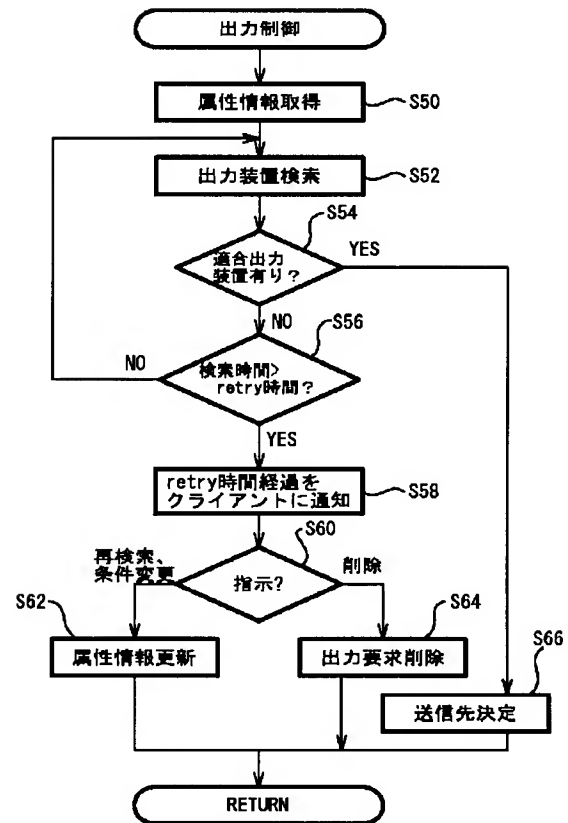 出力制御
属性情報取得
S50
出力装置検索
S52
S54
適合出力
装置有り?
YES
NO
S56
検索時間>
retry時間?
NO
YES
retry時間経過を
クライアントに通知
S58
S60
指示?
再検索、
条件変更
削除
S62
属性情報更新
S64
出力要求削除
S66
送信先決定
RETURN